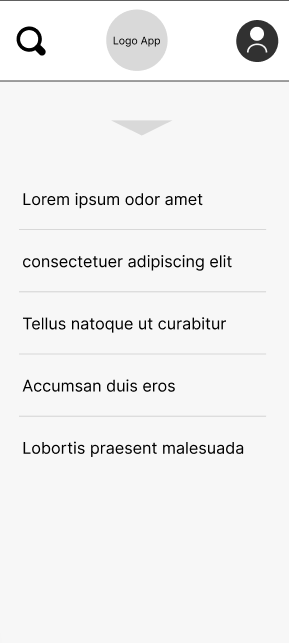 Logo App
Lorem ipsum odor amet
consectetuer adipiscing elit
Tellus natoque ut curabitur
Accumsan duis eros
Lobortis praesent malesuada